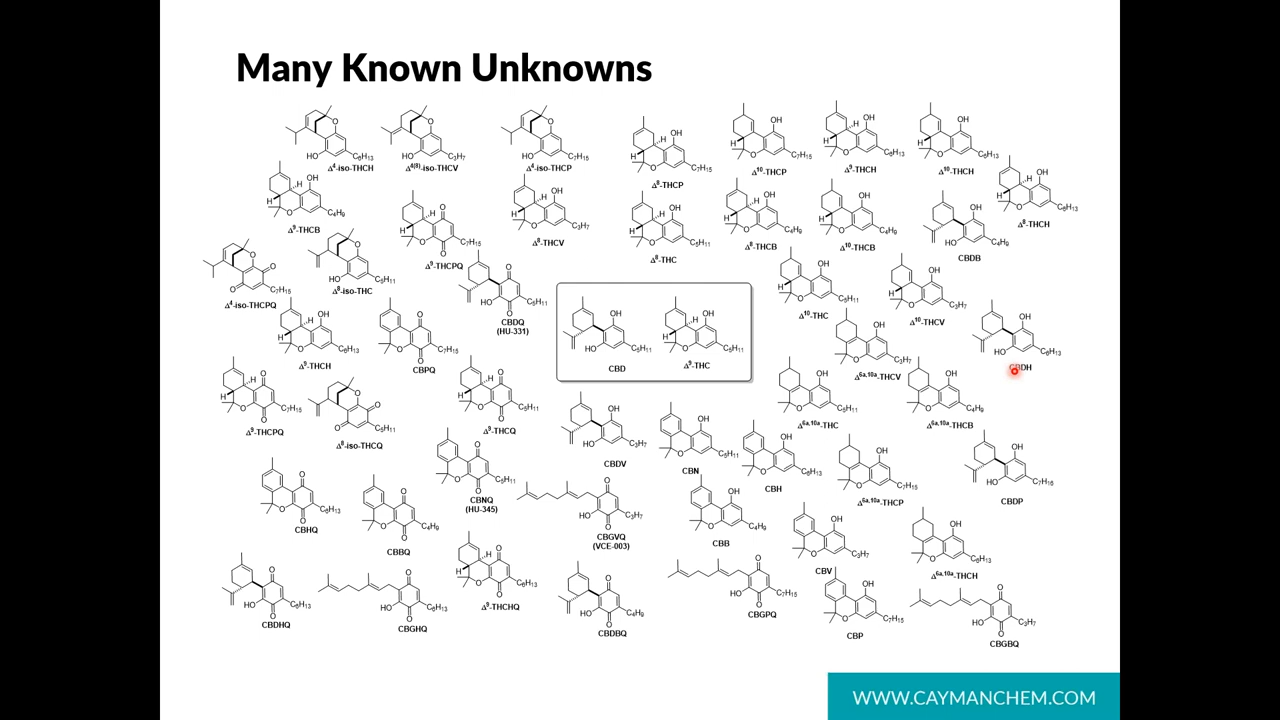 Many Known Unknowns
Δ4-iso-THCH
Δ4(8)-iso-THCV
Δ4-iso-THCP
Δ8-THCP
Δ10-THCP
Δ9-THCH
Δ10-THCH
Δ9-THCB
Δ9-THCPQ
Δ8-THCV
Δ8-THC
Δ8-THCB
Δ10-THCB
CBDB
Δ8-THCH
Δ4-iso-THCPQ
Δ8-iso-THC
CBDQ
(HU-331)
Δ10-THC
Δ10-THCV
Δ9-THCH
CBPQ
CBD
Δ9-THC
Δ6a,10a-THCV
CBDH
Δ9-THCPQ
Δ8-iso-THCQ
Δ9-THCQ
CBDV
CBN
CBH
Δ6a,10a-THC
Δ6a,10a-THCB
Δ6a,10a-THCP
CBDP
CBHQ
CBBQ
CBNQ
(HU-345)
CBGVQ
(VCE-003)
CBB
CBV
Δ6a,10a-THCH
CBDHQ
CBGHQ
Δ9-THCHQ
CBDBQ
CBGPQ
CBP
CBGBQ
WWW.CAYMANCHEM.COM